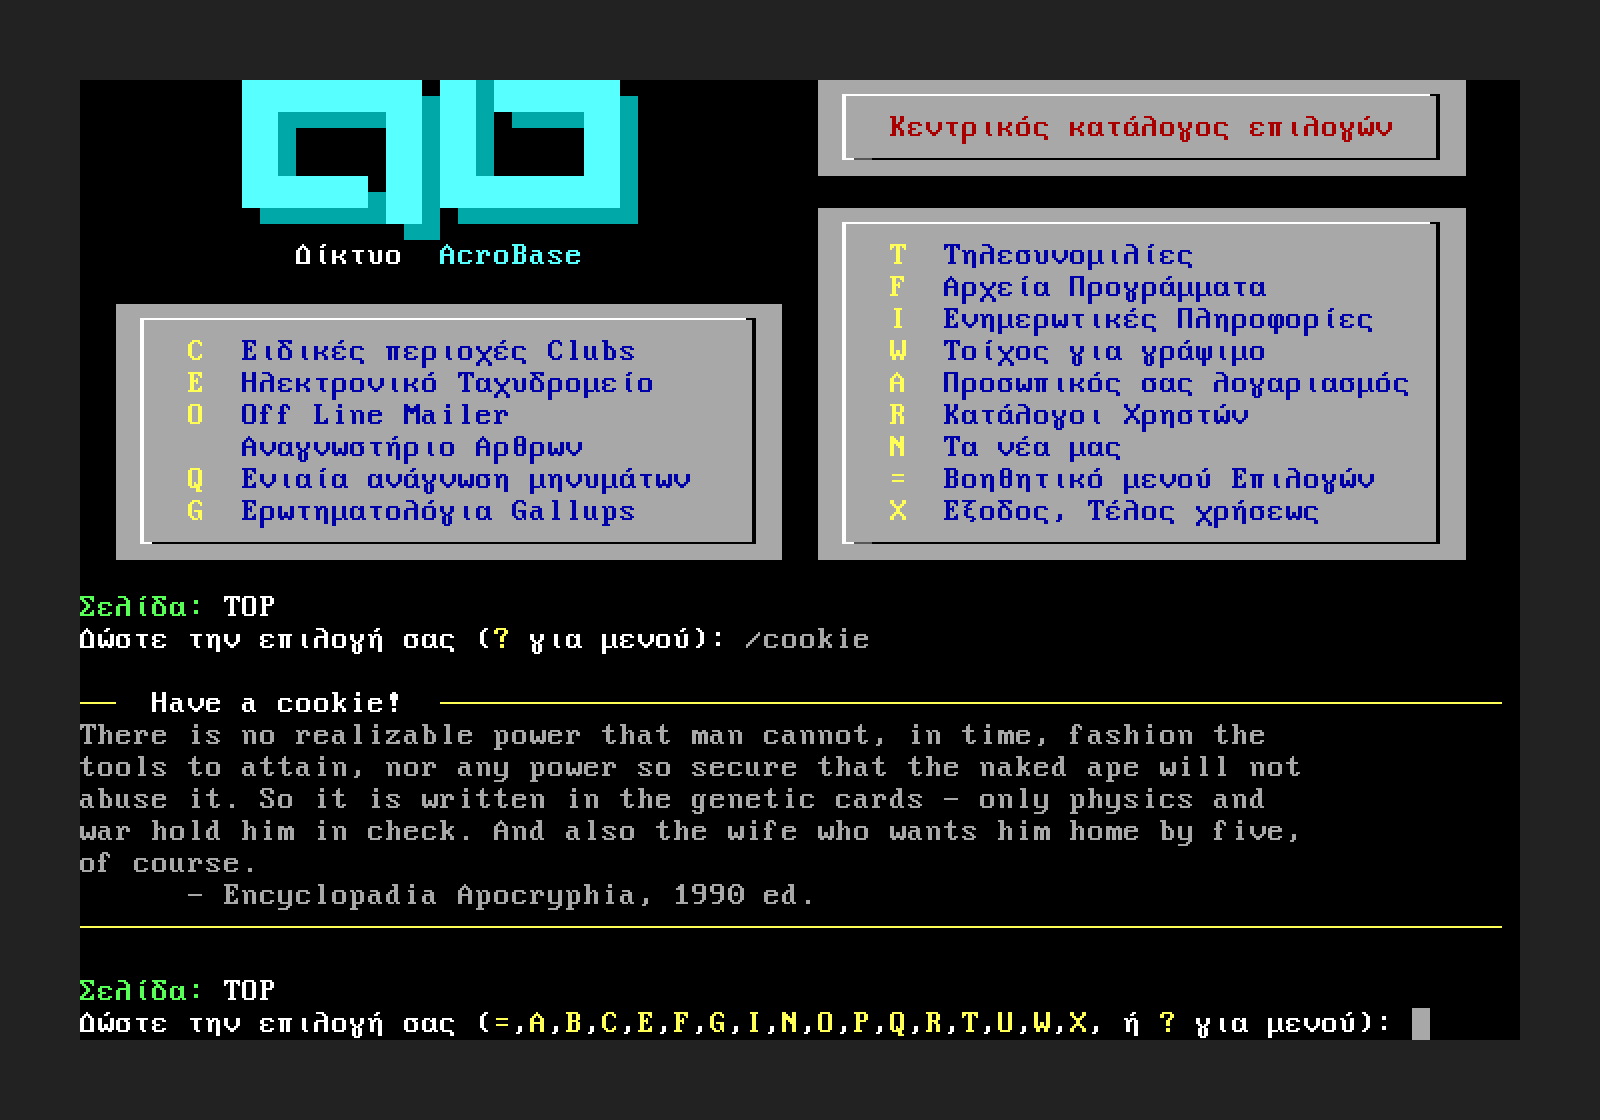 Κεντρικός κατάλογος επιλογών
Δίκτυο AcroBase
C Ειδικές περιοχές Clubs
E Ηλεκτρονικό Ταχυδρομείο
O Off Line Mailer
Αναγνωστήριο Αρθρων
Q Ενιαία ανάγνωση μηνυμάτων
G Ερωτηματολόγια Gallups
T Τηλεσυνομιλίες
F Αρχεία Προγράμματα
I Ενημερωτικές Πληροφορίες
W Τοίχος για γράψιμο
A Προσωπικός σας λογαριασμός
R Κατάλογοι Χρηστών
N Τα νέα μας
= Βοηθητικό μενού Επιλογών
X Εξοδος, Τέλος χρήσεως
Σελίδα: TOP
Δώστε την επιλογή σας (? για μενού): /cookie
Have a cookie!
There is no realizable power that man cannot, in time, fashion the
tools to attain, nor any power so secure that the naked ape will not
abuse it. So it is written in the genetic cards - only physics and
war hold him in check. And also the wife who wants him home by five,
of course.
- Encyclopadia Apocryphia, 1990 ed.
Σελίδα: TOP
Δώστε την επιλογή σας (=,A,B,C,E,F,G,I,N,O,P,Q,R,T,U,W,X, ή ? για μενού):